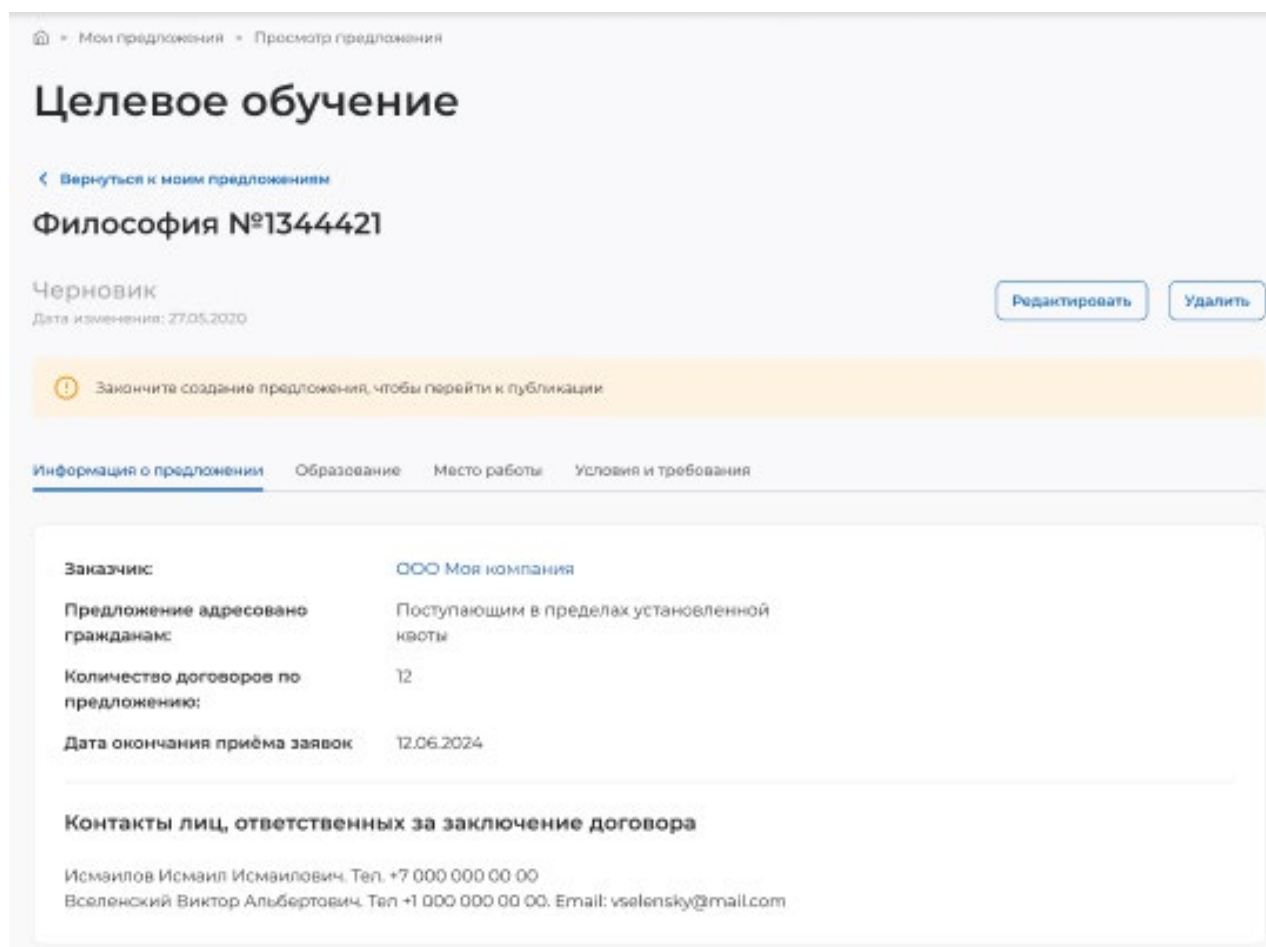 Мои предложения • Просмотр предложения
Целевое обучение
Вернуться к моим предложениям
Философия №1344421
Черновик
Редактировать Удалить
Дата изменения: 27.05.2020
Закончите создание предложения, чтобы перейти к публикации
Информация о предложении Образование Место работы Условия и требования
Заказчик: ООО Моя компания
Предложение адресовано Поступающим в пределах установленной
гражданам: квоты
Количество договоров по 12
предложению:
Дата окончания приёма заявок 12.06.2024
Контакты лиц, ответственных за заключение договора
Исмаилов Исмаил Исмаилович. Тел. +7 000 000 00 00
Вселенский Виктор Альбертович. Тел +1 000 000 00 00. Email: vselensky@mail.com